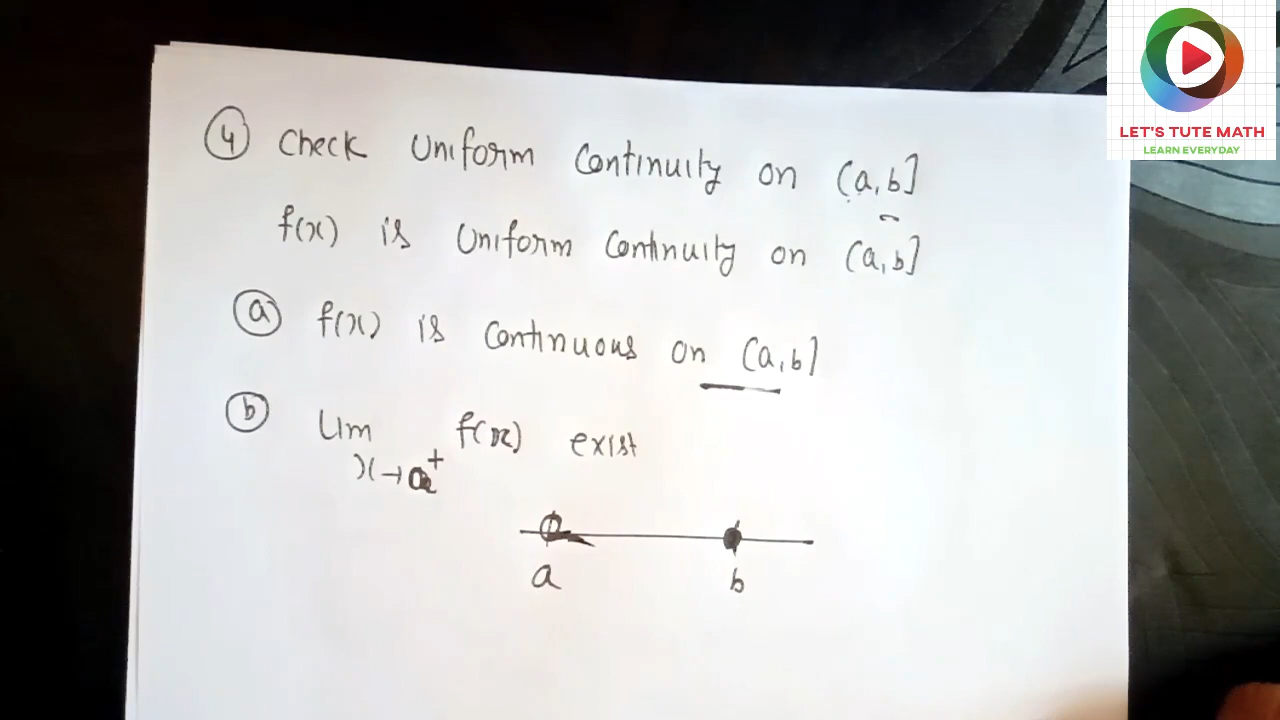 ④ Check Uniform Continuity on (a,b]
f(x) is Uniform Continuity on (a,b]
ⓐ f(x) is Continuous on (a,b]
ⓑ Lim f(x) exist
x→a⁺
a b
LET'S TUTE MATH
LEARN EVERYDAY